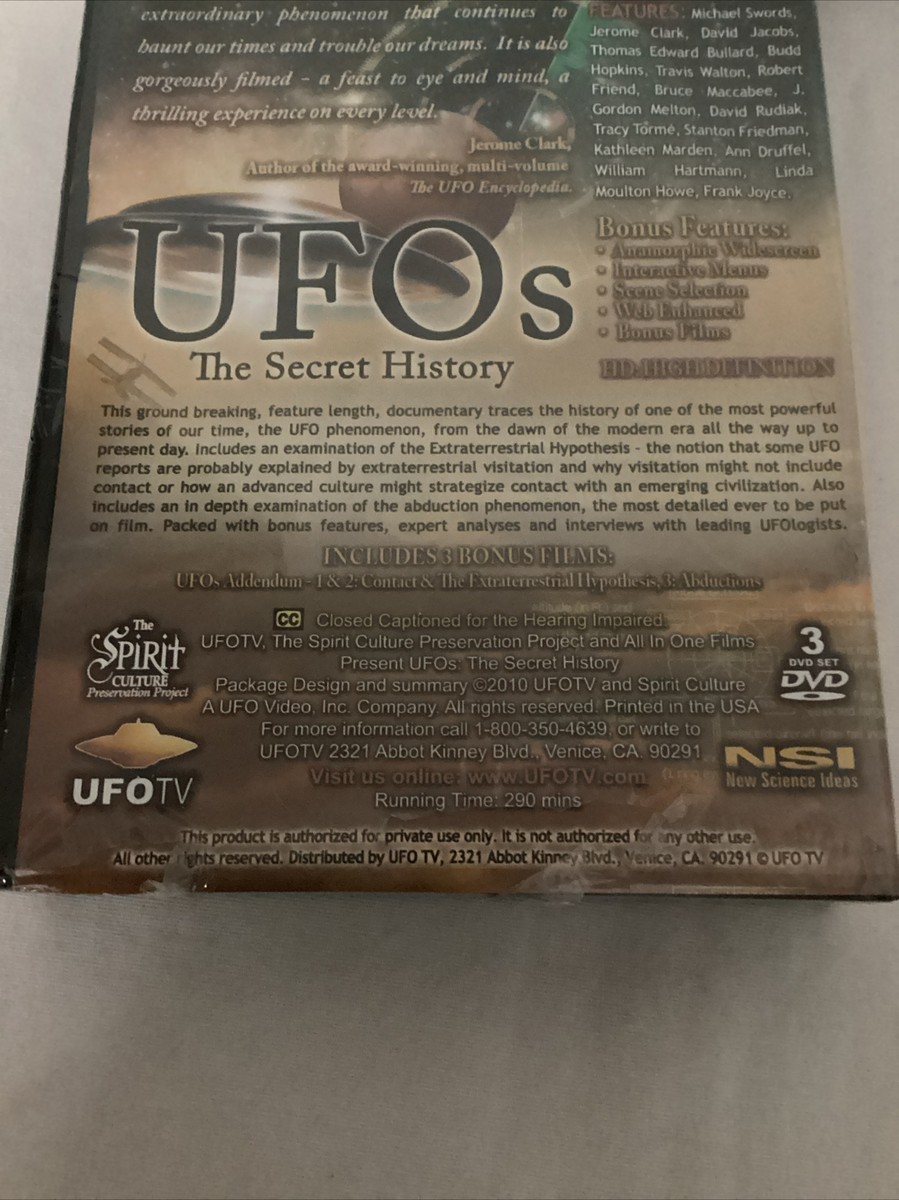 extraordinary phenomenon that continues to
haunt our times and trouble our dreams. It is also
gorgeously filmed - a feast to eye and mind, a
thrilling experience on every level.
Jerome Clark,
Author of the award-winning, multi-volume
The UFO Encyclopedia.
FEATURES: Michael Swords,
Jerome Clark, David Jacobs,
Thomas Edward Bullard, Budd
Hopkins, Travis Walton, Robert
Friend, Bruce Maccabee, J.
Gordon Melton, David Rudiak,
Tracy Tormé, Stanton Friedman,
Kathleen Marden, Ann Druffel,
William Hartmann, Linda
Moulton Howe, Frank Joyce.
Bonus Features:
• Anamorphic Widescreen
• Interactive Menus
• Scene Selection
• Web Enhanced
• Bonus Films
HD: HIGH DEFINITION
UFOs
The Secret History
This ground breaking, feature length, documentary traces the history of one of the most powerful
stories of our time, the UFO phenomenon, from the dawn of the modern era all the way up to
present day. Includes an examination of the Extraterrestrial Hypothesis - the notion that some UFO
reports are probably explained by extraterrestrial visitation and why visitation might not include
contact or how an advanced culture might strategize contact with an emerging civilization. Also
includes an in depth examination of the abduction phenomenon, the most detailed ever to be put
on film. Packed with bonus features, expert analyses and interviews with leading UFOlogists.
INCLUDES 3 BONUS FILMS:
UFOs Addendum - 1 & 2: Contact & The Extraterrestrial Hypothesis, 3: Abductions
CC Closed Captioned for the Hearing Impaired.
UFOTV, The Spirit Culture Preservation Project and All In One Films
Present UFOs: The Secret History
Package Design and summary ©2010 UFOTV and Spirit Culture
A UFO Video, Inc. Company. All rights reserved. Printed in the USA
For more information call 1-800-350-4639, or write to
UFOTV 2321 Abbot Kinney Blvd., Venice, CA. 90291
Visit us online: www.UFOTV.com
Running Time: 290 mins
The
SPiRit
CULTURE
Preservation Project
UFOTV
3
DVD SET
DVD
NSI
New Science Ideas
This product is authorized for private use only. It is not authorized for any other use.
All other rights reserved. Distributed by UFO TV, 2321 Abbot Kinney Blvd., Venice, CA. 90291 © UFO TV